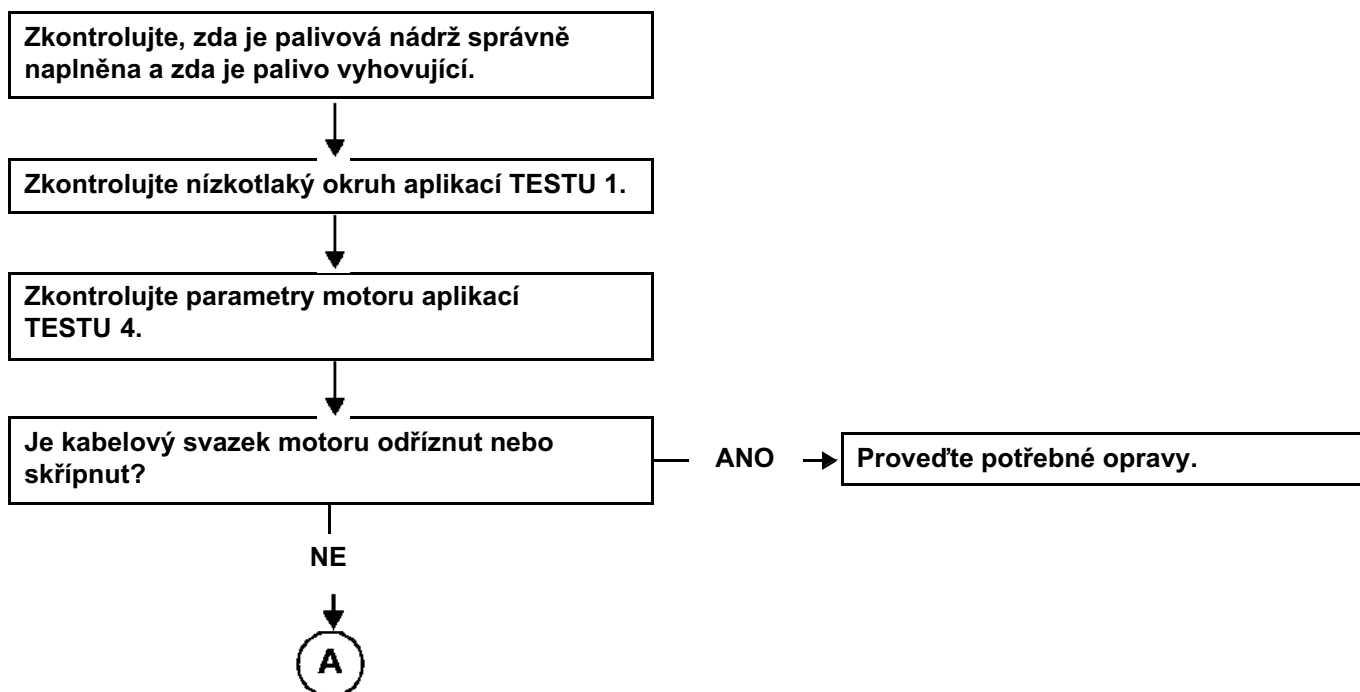 Zkontrolujte, zda je palivová nádrž správně
naplněna a zda je palivo vyhovující.
Zkontrolujte nízkotlaký okruh aplikací TESTU 1.
Zkontrolujte parametry motoru aplikací
TESTU 4.
Je kabelový svazek motoru odříznut nebo
skřípnut?
ANO
Proveďte potřebné opravy.
NE
A